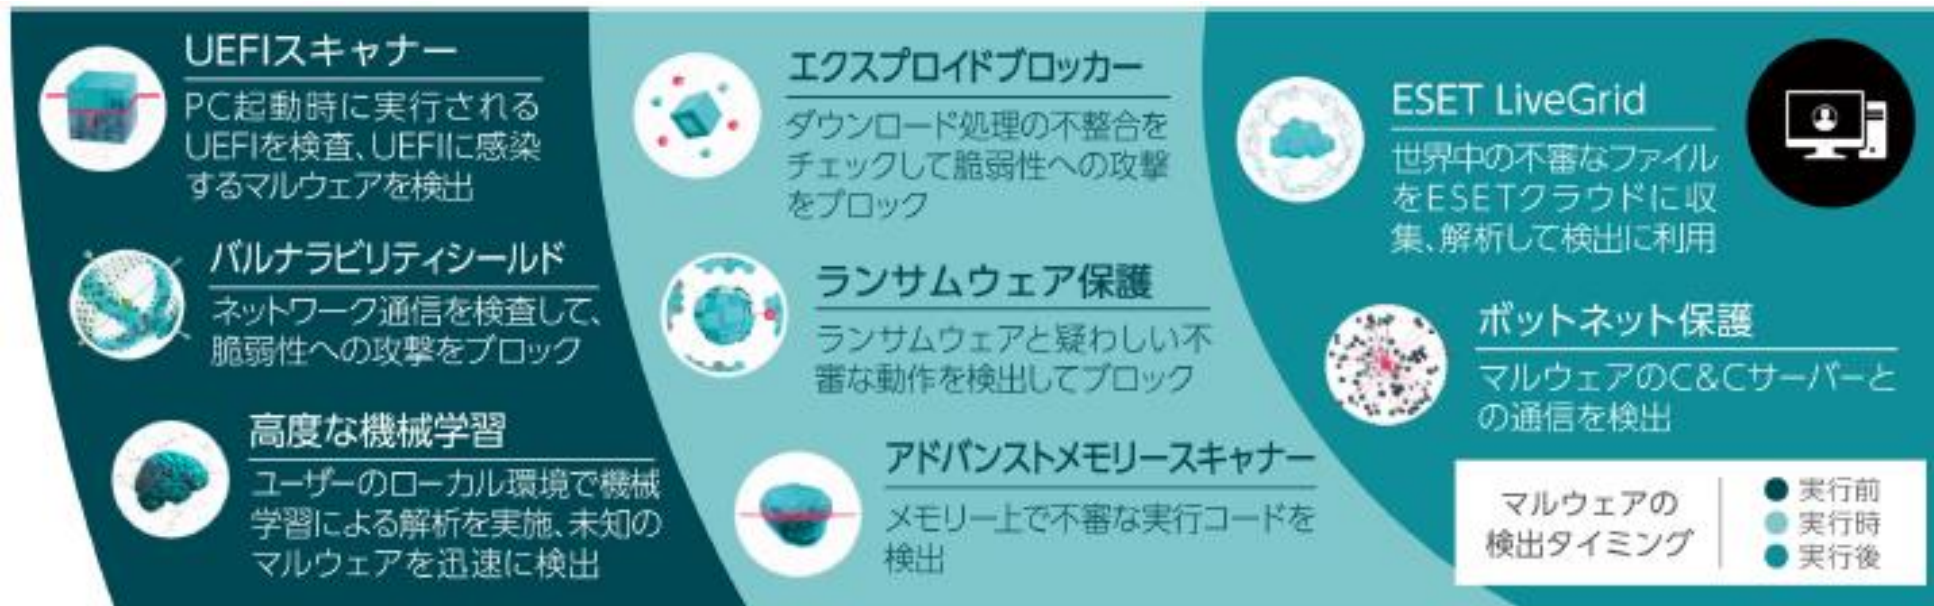 UEFIスキャナー
PC起動時に実行される
UEFIを検査、UEFIIに感染
するマルウェアを検出
バルナラビリティシールド
ネットワーク通信を検査して、
脆弱性への攻撃をブロック
高度な機械学習
ユーザーのローカル環境で機械
学習による解析を実施、未知の
マルウェアを迅速に検出
エクスプロイドブロッカー
ダウンロード処理の不整合を
チェックして脆弱性への攻撃
をブロック
ランサムウェア保護
ランサムウェアと疑わしい不
審な動作を検出してブロック
アドバンストメモリースキャナー
メモリー上で不審な実行コードを
検出
ESET LiveGrid
世界中の不審なファイル
をESETクラウドに収
集、解析して検出に利用
ボットネット保護
マルウェアのC&Cサーバーと
の通信を検出
マルウェアの
検出タイミング
実行前
実行時
実行後